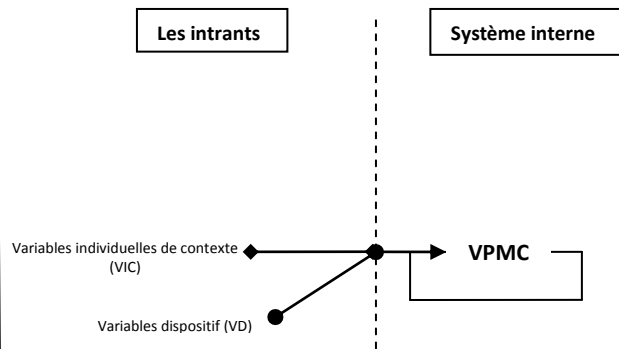 Les intrants
Système interne
Variables individuelles de contexte
(VIC)
VPMC
Variables dispositif (VD)